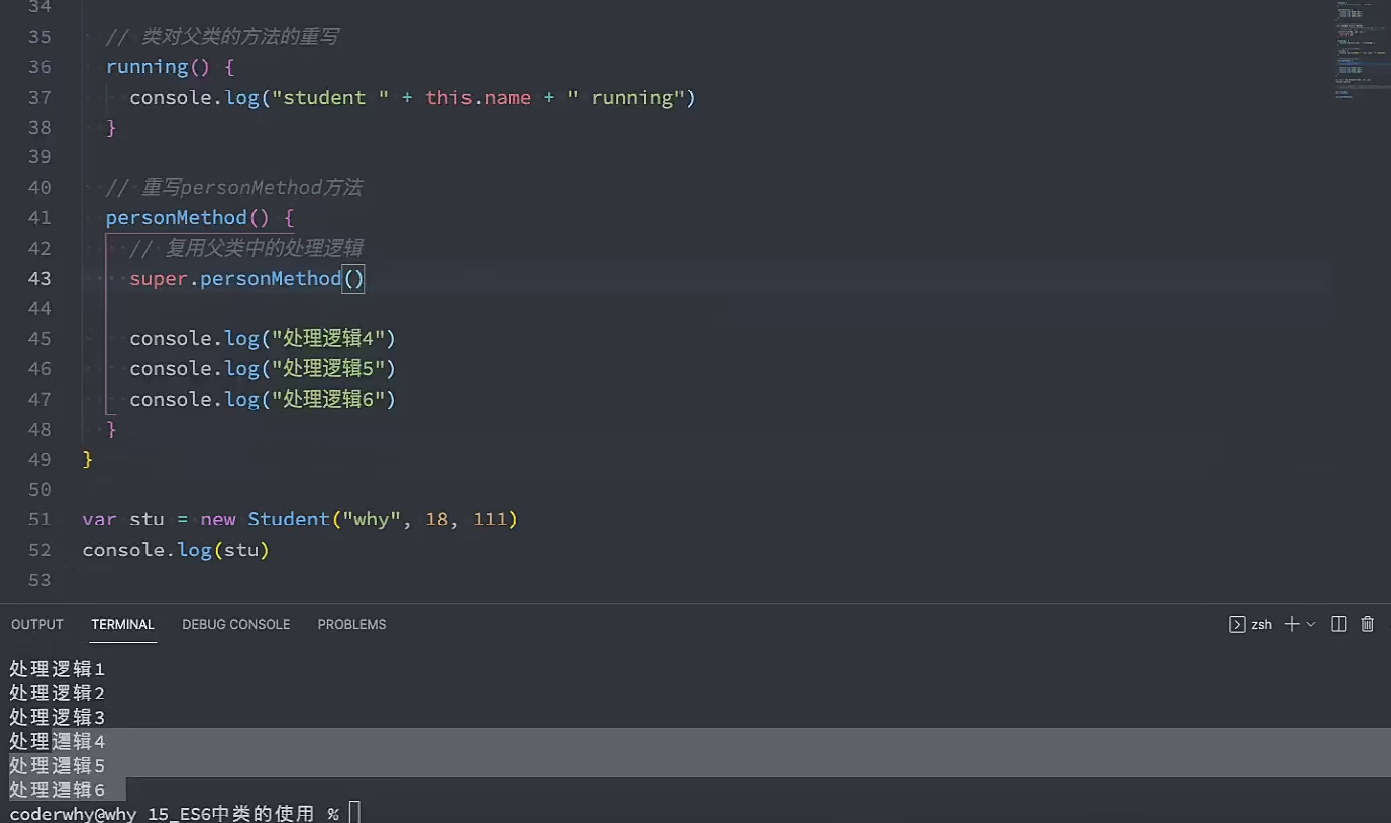 34
35 // 类对父类的方法的重写
36 running() {
37 console.log("student " + this.name + " running")
38 }
39
40 // 重写personMethod方法
41 personMethod() {
42 // 复用父类中的处理逻辑
43 super.personMethod()
44
45 console.log("处理逻辑4")
46 console.log("处理逻辑5")
47 console.log("处理逻辑6")
48 }
49 }
50
51 var stu = new Student("why", 18, 111)
52 console.log(stu)
53
OUTPUT TERMINAL DEBUG CONSOLE PROBLEMS zsh
处理逻辑1
处理逻辑2
处理逻辑3
处理逻辑4
处理逻辑5
处理逻辑6
coderwhy@why 15_ES6中类的使用 %